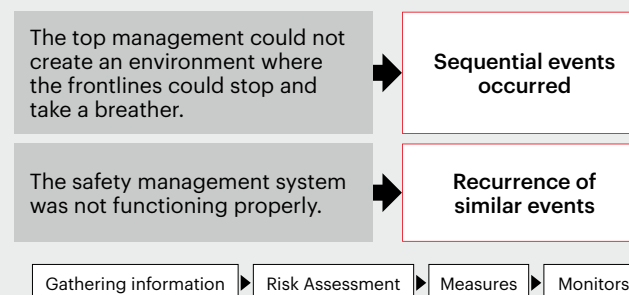 The top management could not
create an environment where
the frontlines could stop and
take a breather.
Sequential events
occurred
The safety management system
was not functioning properly.
Recurrence of
similar events
Gathering information
Risk Assessment
Measures
Monitors